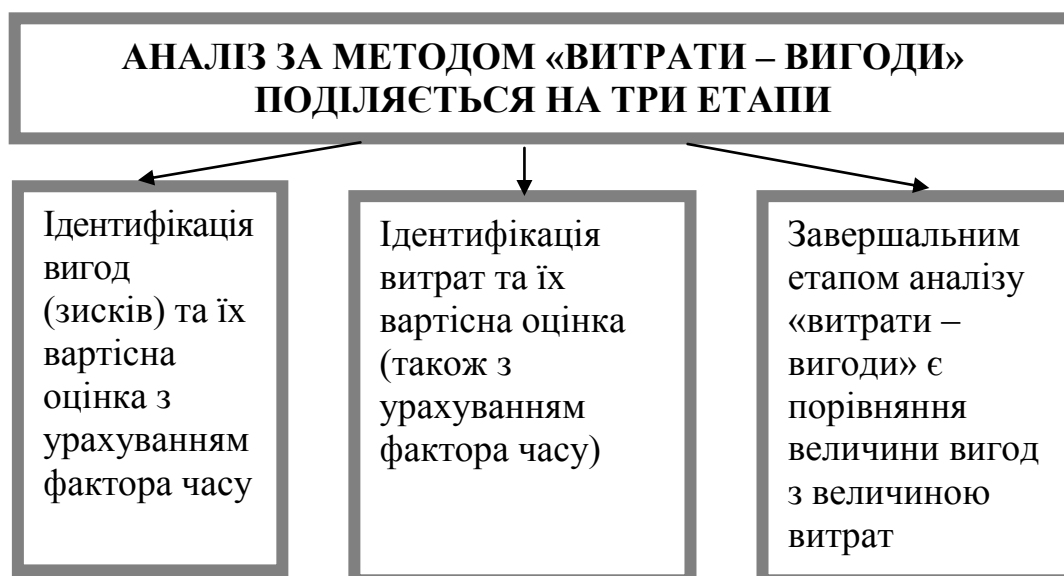 АНАЛІЗ ЗА МЕТОДОМ «ВИТРАТИ – ВИГОДИ»
ПОДІЛЯЄТЬСЯ НА ТРИ ЕТАПИ
Ідентифікація
вигод
(зисків) та їх
вартісна
оцінка з
урахуванням
фактора часу
Ідентифікація
витрат та їх
вартісна оцінка
(також з
урахуванням
фактора часу)
Завершальним
етапом аналізу
«витрати –
вигоди» є
порівняння
величини вигод
з величиною
витрат